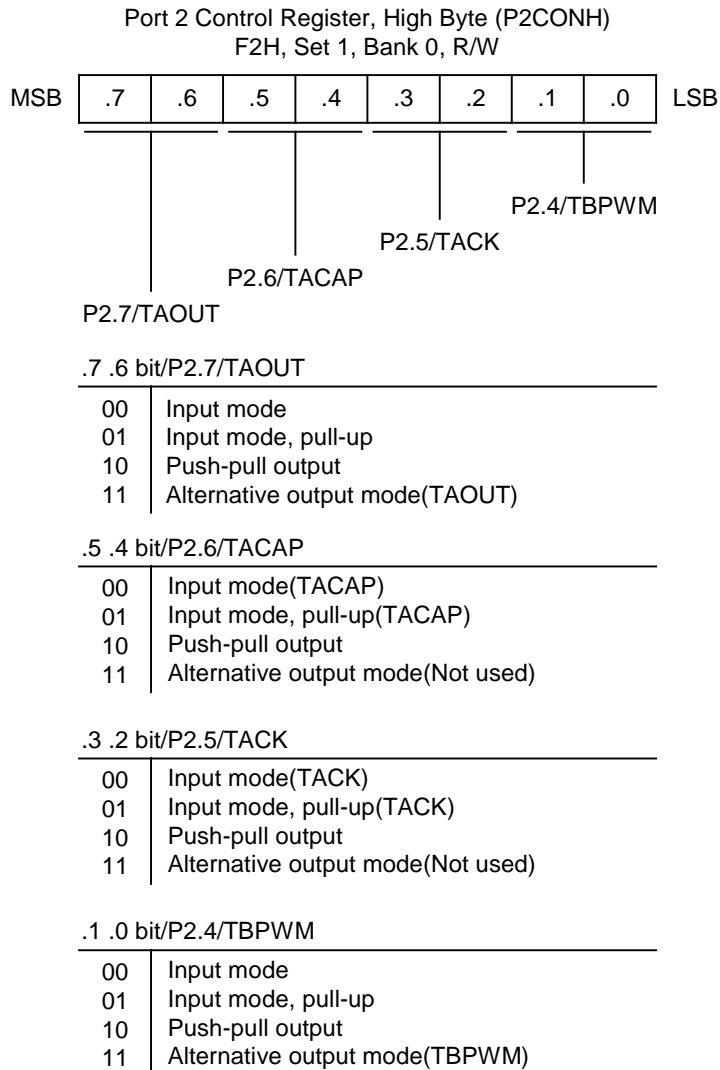 Port 2 Control Register, High Byte (P2CONH)
F2H, Set 1, Bank 0, R/W
MSB .7 .6 .5 .4 .3 .2 .1 .0 LSB
P2.4/TBPWM
P2.5/TACK
P2.6/TACAP
P2.7/TAOUT
.7 .6 bit/P2.7/TAOUT
00 Input mode
01 Input mode, pull-up
10 Push-pull output
11 Alternative output mode(TAOUT)
.5 .4 bit/P2.6/TACAP
00 Input mode(TACAP)
01 Input mode, pull-up(TACAP)
10 Push-pull output
11 Alternative output mode(Not used)
.3 .2 bit/P2.5/TACK
00 Input mode(TACK)
01 Input mode, pull-up(TACK)
10 Push-pull output
11 Alternative output mode(Not used)
.1 .0 bit/P2.4/TBPWM
00 Input mode
01 Input mode, pull-up
10 Push-pull output
11 Alternative output mode(TBPWM)